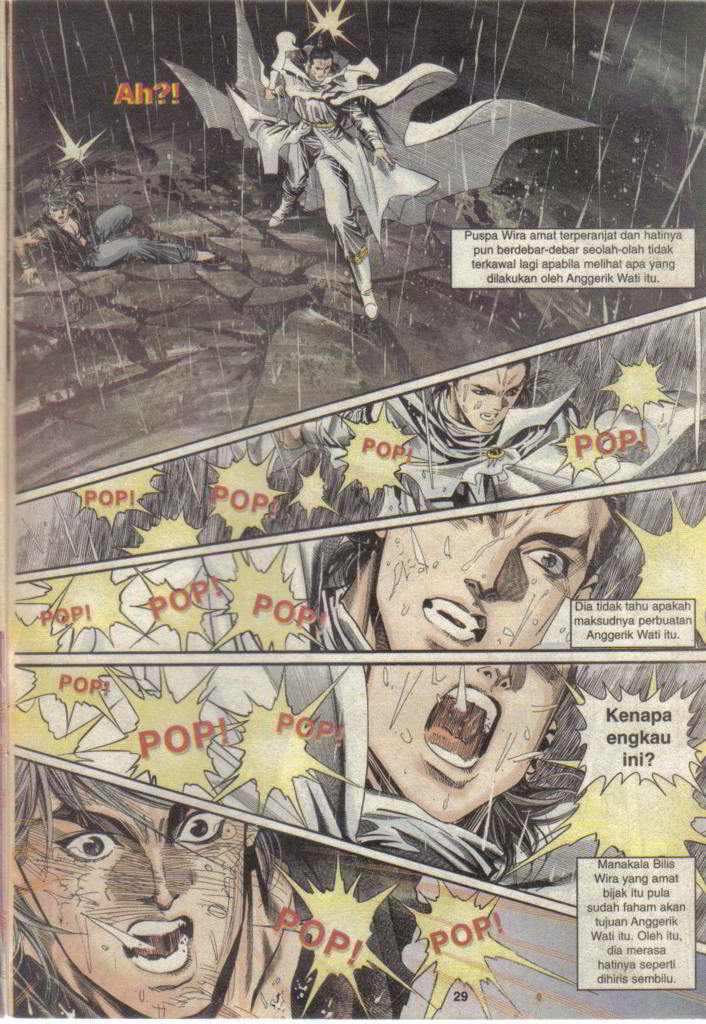 Ah?!
Puspa Wira amat terperanjat dan hatinya
pun berdebar-debar seolah-olah tidak
terkawal lagi apabila melihat apa yang
dilakukan oleh Anggerik Wati itu.
POP!
POP!
POP!
POP!
POP!
POP!
POP!
Dia tidak tahu apakah
maksudnya perbuatan
Anggerik Wati itu.
POP!
POP!
POP!
Kenapa
engkau
ini?
Manakala Bilis
Wira yang amat
bijak itu pula
sudah faham akan
tujuan Anggerik
Wati itu. Oleh itu,
dia merasa
hatinya seperti
dihiris sembilu.
POP!
POP!
29